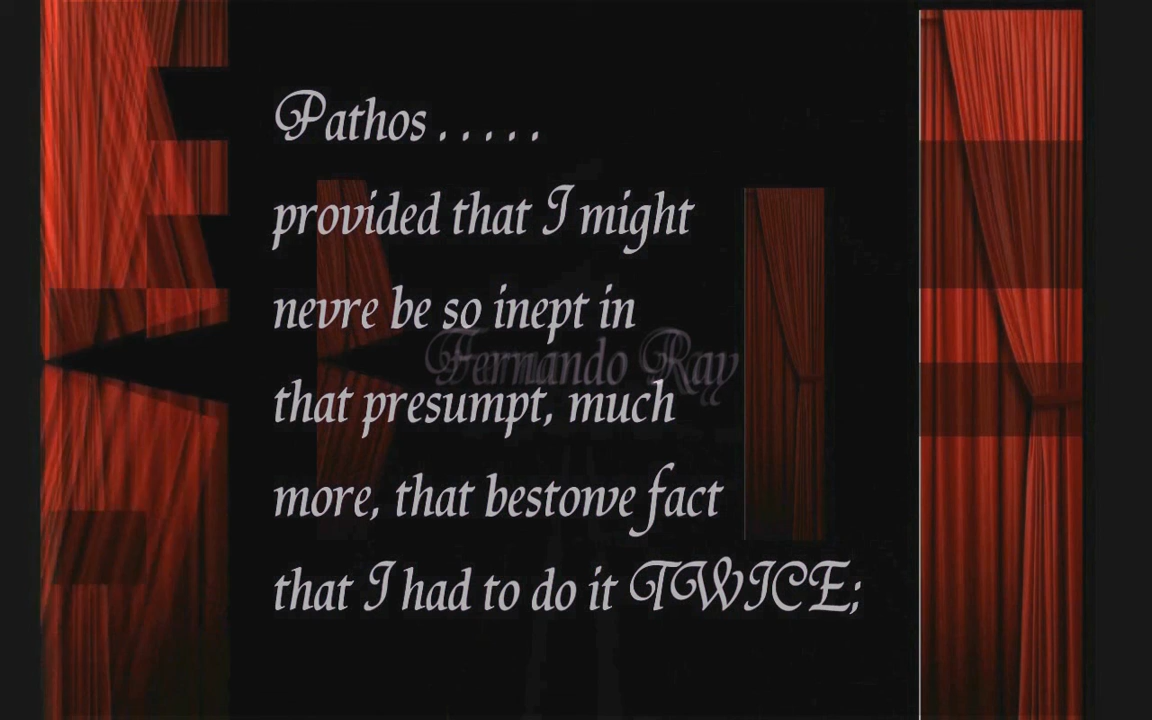 Pathos . . . . .
provided that I might
nevre be so inept in
Fernando Ray
that presumpt, much
more, that bestowe fact
that I had to do it TWICE;